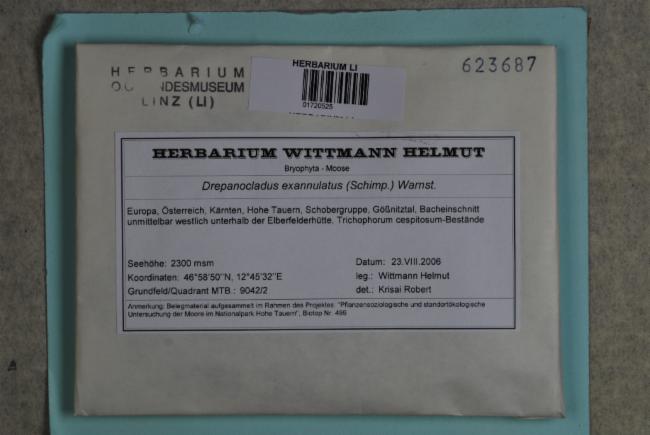 HERBARIUM
LINZ (LI)
HERBARIUM LI
01720525
623687
HERBARIUM WITTMANN HELMUT
Bryophyta - Moose
Drepanocladus exannulatus (Schimp.) Warnst.
Europa, Österreich, Kärnten, Hohe Tauern, Schobergruppe, Gößnitztal, Bacheinschnitt
unmittelbar westlich unterhalb der Elberfelderhütte. Trichophorum cespitosum-Bestände
Seehöhe: 2300 msm
Datum: 23.VIII.2006
Koordinaten: 46°58'50''N, 12°45'32''E
leg.: Wittmann Helmut
Grundfeld/Quadrant MTB.: 9042/2
det.: Krisai Robert
Anmerkung: Belegmaterial aufgesammelt im Rahmen des Projektes: "Pflanzensoziologische und standortökologische
Untersuchung der Moore im Nationalpark Hohe Tauern", Biotop Nr. 486